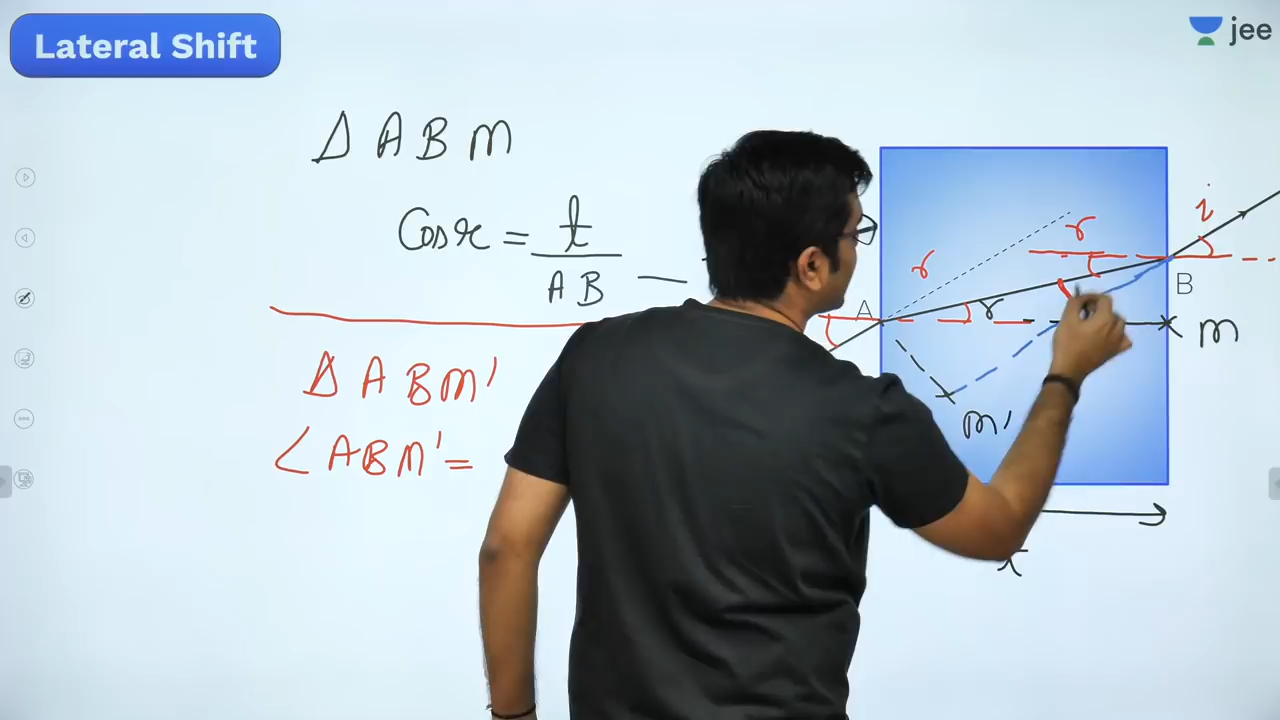 Lateral Shift
jee
Δ A B M
Cos r = t / AB —
Δ A B M'
∠ A B M' =
r
r
r
i
A
B
M
M'
t